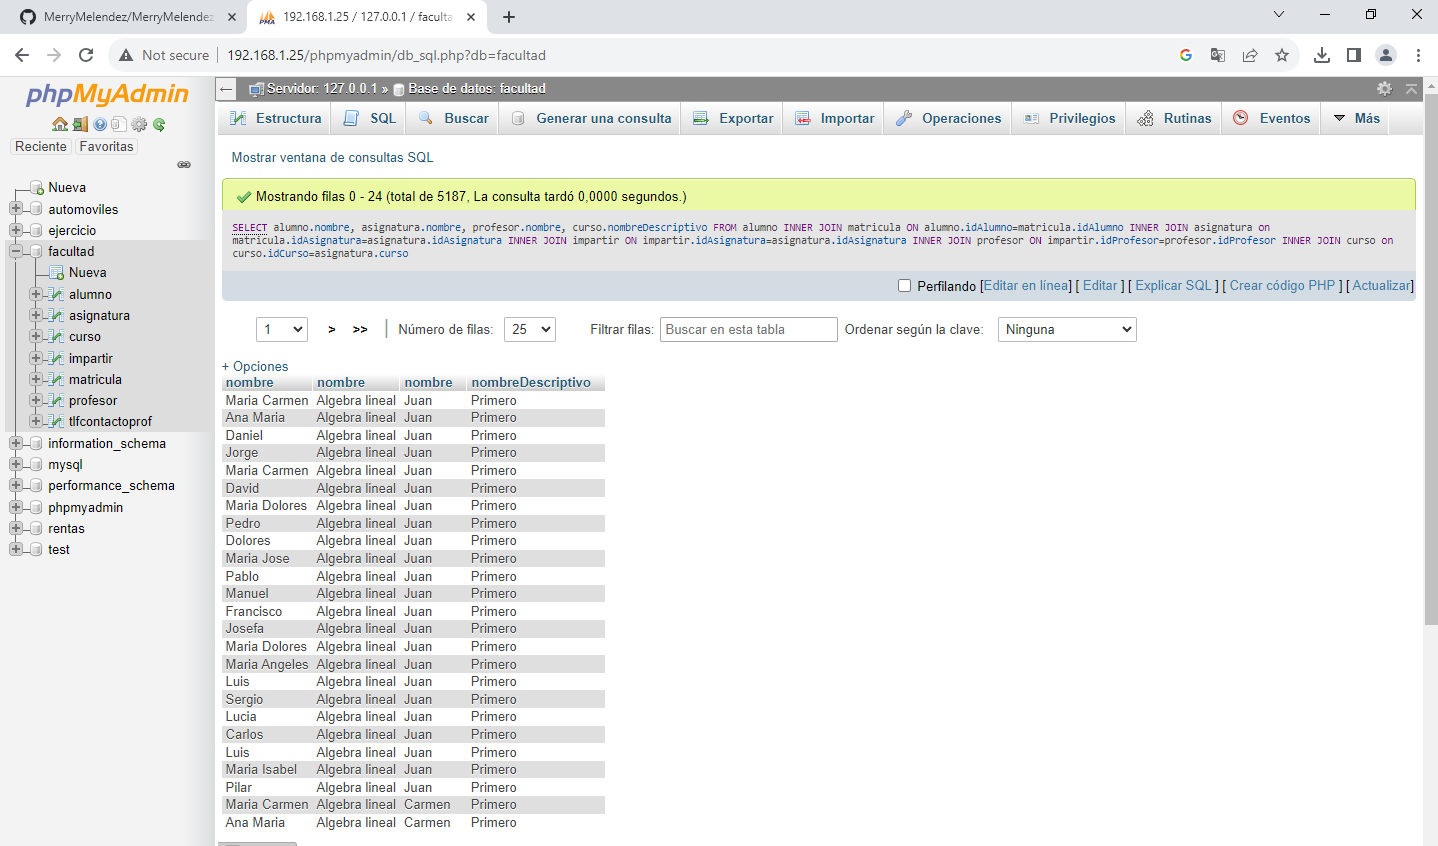 MerryMelendez/MerryMelendez
192.168.1.25 / 127.0.0.1 / faculta
Not secure
192.168.1.25/phpmyadmin/db_sql.php?db=facultad
phpMyAdmin
Reciente Favoritas
Nueva
automoviles
ejercicio
facultad
Nueva
alumno
asignatura
curso
impartir
matricula
profesor
tlfcontactoprof
information_schema
mysql
performance_schema
phpmyadmin
rentas
test
Servidor: 127.0.0.1 » Base de datos: facultad
Estructura SQL Buscar Generar una consulta Exportar Importar Operaciones Privilegios Rutinas Eventos Más
Mostrar ventana de consultas SQL
Mostrando filas 0 - 24 (total de 5187, La consulta tardó 0,0000 segundos.)
SELECT alumno.nombre, asignatura.nombre, profesor.nombre, curso.nombreDescriptivo FROM alumno INNER JOIN matricula ON alumno.idAlumno=matricula.idAlumno INNER JOIN asignatura on
matricula.idAsignatura=asignatura.idAsignatura INNER JOIN impartir ON impartir.idAsignatura=asignatura.idAsignatura INNER JOIN profesor ON impartir.idProfesor=profesor.idProfesor INNER JOIN curso on
curso.idCurso=asignatura.curso
Perfilando [Editar en línea] [ Editar ] [ Explicar SQL ] [ Crear código PHP ] [ Actualizar]
1 > >> Número de filas: 25 Filtrar filas: Buscar en esta tabla Ordenar según la clave: Ninguna
+ Opciones
nombre nombre nombre nombreDescriptivo
Maria Carmen Algebra lineal Juan Primero
Ana Maria Algebra lineal Juan Primero
Daniel Algebra lineal Juan Primero
Jorge Algebra lineal Juan Primero
Maria Carmen Algebra lineal Juan Primero
David Algebra lineal Juan Primero
Maria Dolores Algebra lineal Juan Primero
Pedro Algebra lineal Juan Primero
Dolores Algebra lineal Juan Primero
Maria Jose Algebra lineal Juan Primero
Pablo Algebra lineal Juan Primero
Manuel Algebra lineal Juan Primero
Francisco Algebra lineal Juan Primero
Josefa Algebra lineal Juan Primero
Maria Dolores Algebra lineal Juan Primero
Maria Angeles Algebra lineal Juan Primero
Luis Algebra lineal Juan Primero
Sergio Algebra lineal Juan Primero
Lucia Algebra lineal Juan Primero
Carlos Algebra lineal Juan Primero
Luis Algebra lineal Juan Primero
Maria Isabel Algebra lineal Juan Primero
Pilar Algebra lineal Juan Primero
Maria Carmen Algebra lineal Carmen Primero
Ana Maria Algebra lineal Carmen Primero